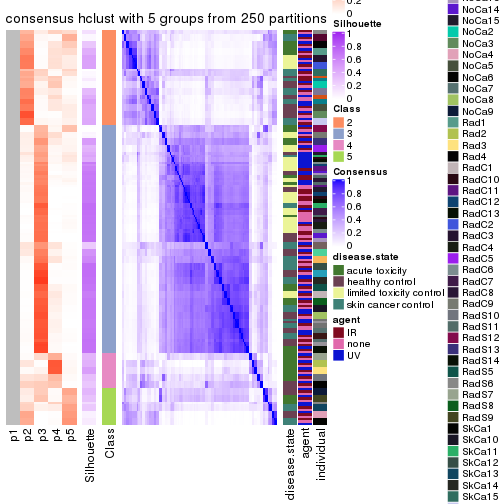 consensus hclust with 5 groups from 250 partitions
0.2
0
Silhouette
1
0.8
0.6
0.4
0.2
0
Class
2
3
4
5
Consensus
1
0.8
0.6
0.4
0.2
0
disease.state
acute toxicity
healthy control
limited toxicity control
skin cancer control
agent
IR
none
UV
p1
p2
p3
p4
p5
Silhouette
Class
disease.state
agent
individual
NoCa14
NoCa15
NoCa2
NoCa3
NoCa4
NoCa5
NoCa6
NoCa7
NoCa8
NoCa9
Rad1
Rad2
Rad3
Rad4
RadC1
RadC10
RadC11
RadC12
RadC13
RadC2
RadC3
RadC4
RadC5
RadC6
RadC7
RadC8
RadC9
RadS10
RadS11
RadS12
RadS13
RadS14
RadS5
RadS6
RadS7
RadS8
RadS9
SkCa1
SkCa10
SkCa11
SkCa12
SkCa13
SkCa14
SkCa15